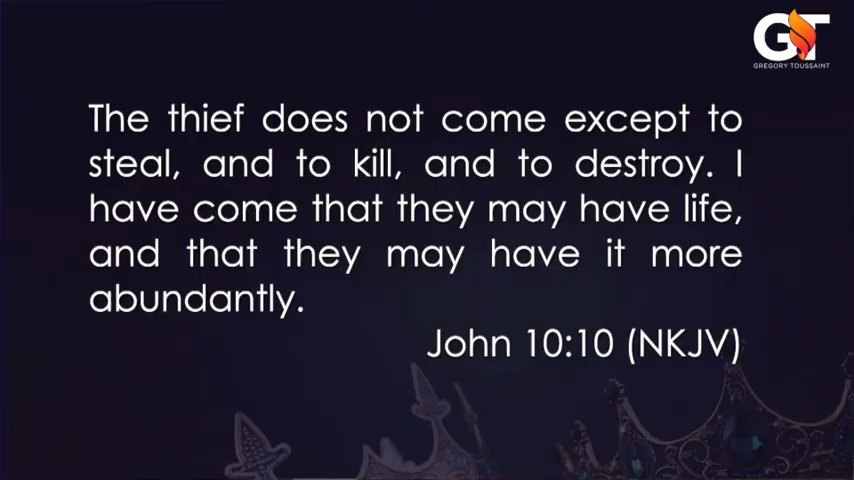 GT
GREGORY TOUSSAINT
The thief does not come except to
steal, and to kill, and to destroy. I
have come that they may have life,
and that they may have it more
abundantly.
John 10:10 (NKJV)